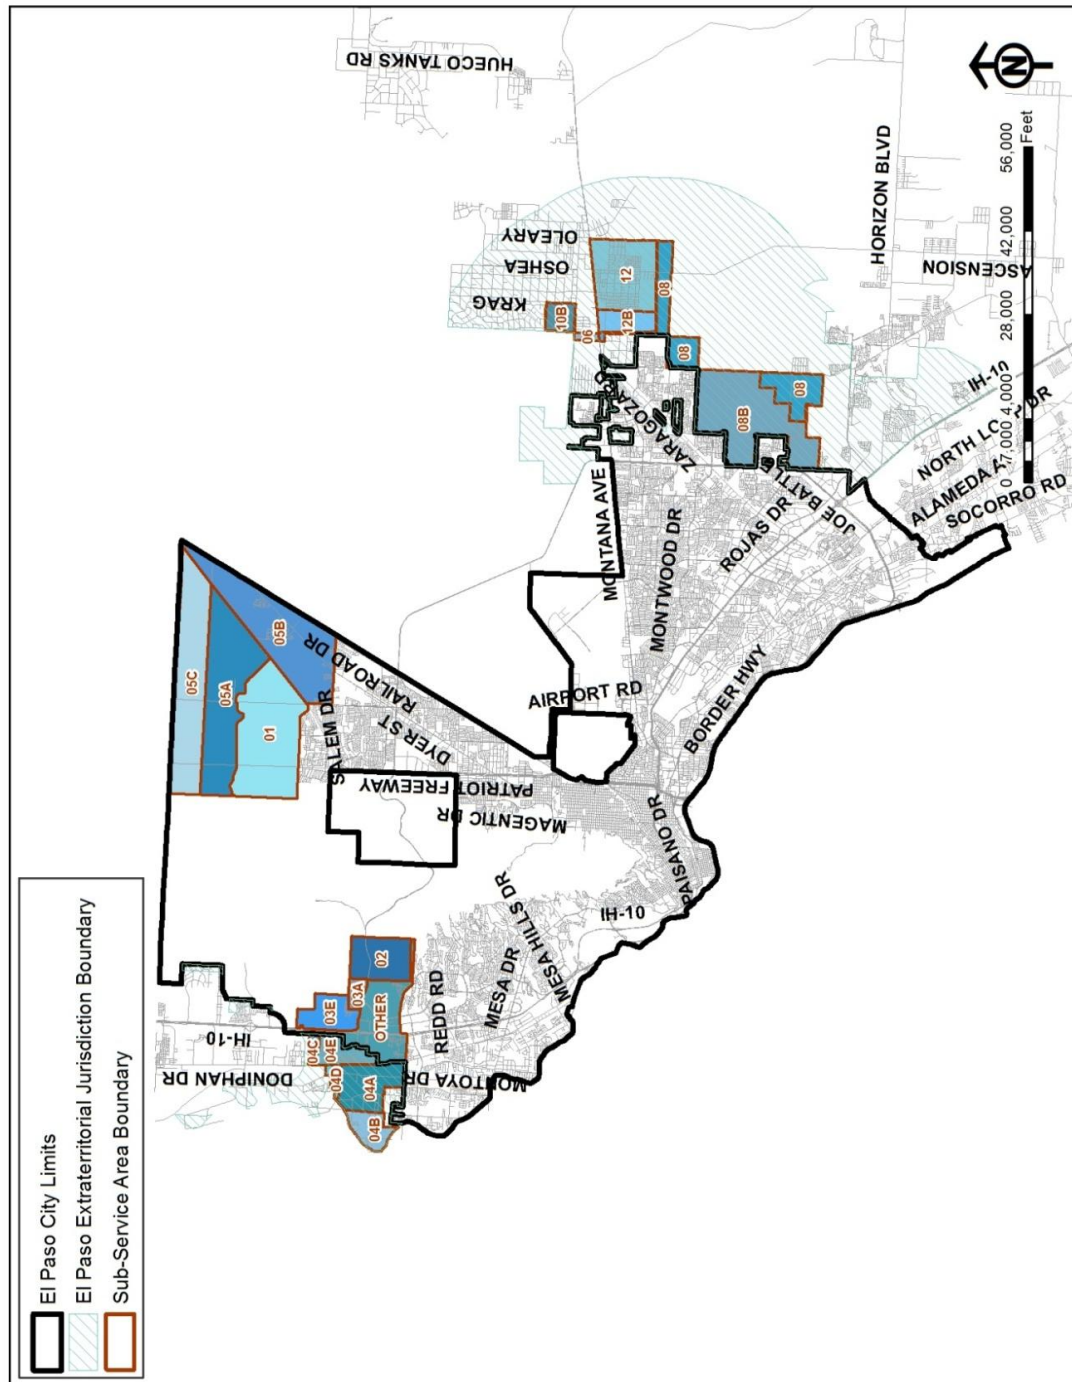 El Paso City Limits
El Paso Extraterritorial Jurisdiction Boundary
Sub-Service Area Boundary
HUECO TANKS RD
N
0
7,000
14,000
28,000
42,000
56,000
Feet
OLEARY
OSHEA
KRAG
HORIZON BLVD
ASCENSION
12
08
10B
12B
06
08
08
08B
ZARAGOZA
IH-10
NORTH LOOP DR
ALAMEDA A
SOCORRO RD
JOE BATTLE
MONTANA AVE
MONTWOOD DR
ROJAS DR
BORDER HWY
AIRPORT RD
05C
05A
05B
01
RAILROAD DR
SALEM DR
DYER ST
PATRIOT FREEWAY
MAGENTIC DR
PAISANO DR
IH-10
MESA HILLS DR
MESA DR
REDD RD
02
03A
03E
OTHER
04C
04E
04D
04A
04B
IH-10
DONIPHAN DR
MONTOYA DR